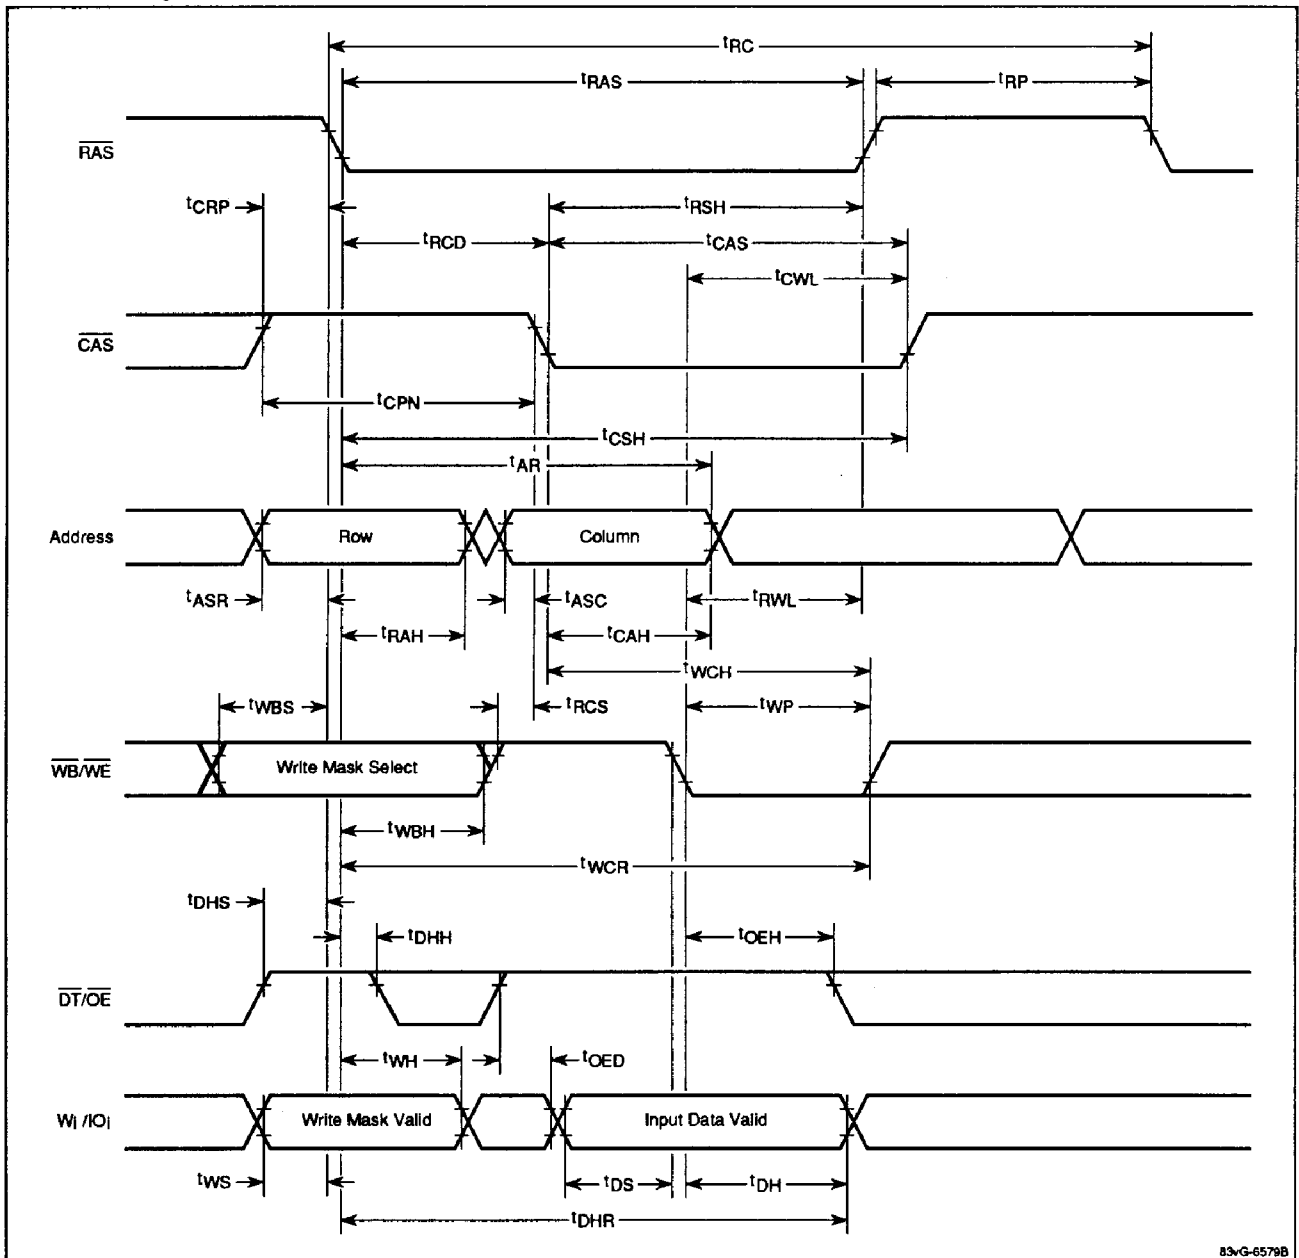 tRC
tRAS
tRP
RAS
tCRP
tRSH
tRCD
tCAS
tCWL
CAS
tCPN
tCSH
tAR
Address
Row
Column
tASR
tASC
tRWL
tRAH
tCAH
tWCH
tWBS
tRCS
tWP
WB/WE
Write Mask Select
tWBH
tWCR
tDHS
tDHH
tOEH
DT/OE
tWH
tOED
Wi /IOi
Write Mask Valid
Input Data Valid
tWS
tDS
tDH
tDHR
83vG-6579B